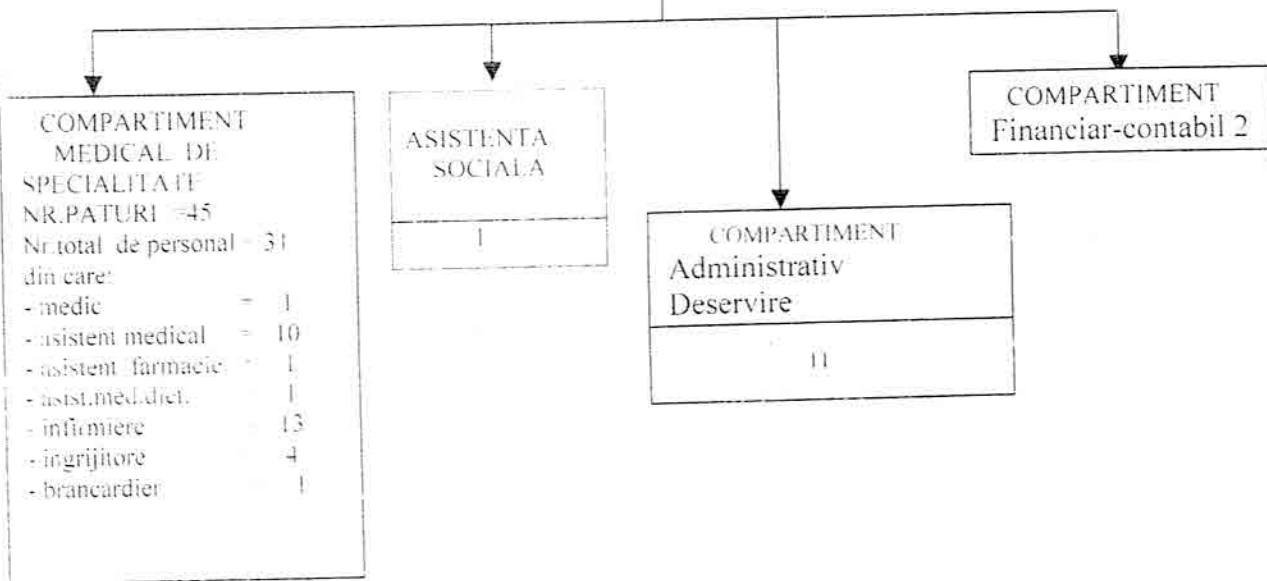 COMPARTIMENT
MEDICAL DE
SPECIALITATE
NR.PATURI =45
Nr.total de personal = 31
din care:
- medic = 1
- asistent medical = 10
- asistent farmacie = 1
- asist.med.diet. = 1
- infirmiere = 13
- ingrijitore = 4
- brancardier = 1
ASISTENTA
SOCIALA
1
COMPARTIMENT
Administrativ
Deservire
11
COMPARTIMENT
Financiar-contabil 2